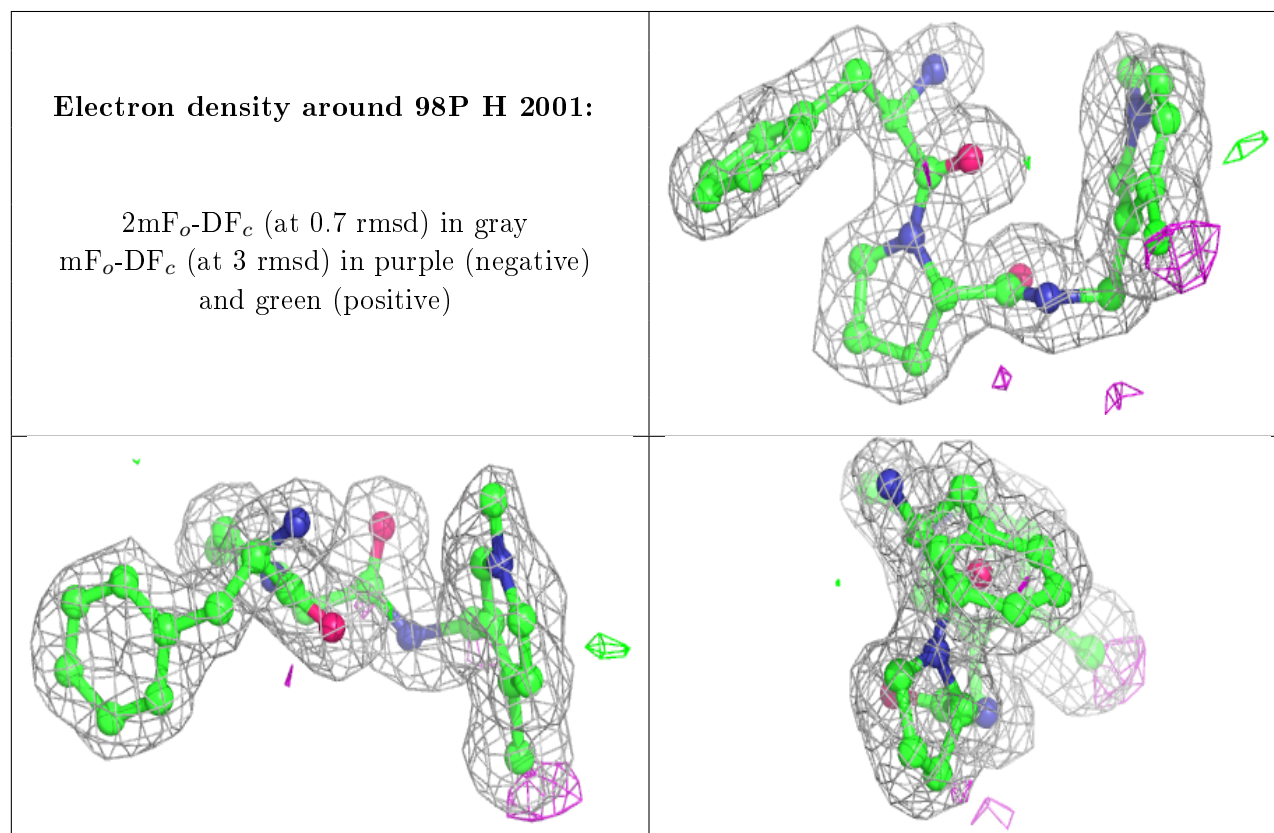 Electron density around 98P H 2001:
2mFₒ-DF𝒸 (at 0.7 rmsd) in gray
mFₒ-DF𝒸 (at 3 rmsd) in purple (negative)
and green (positive)